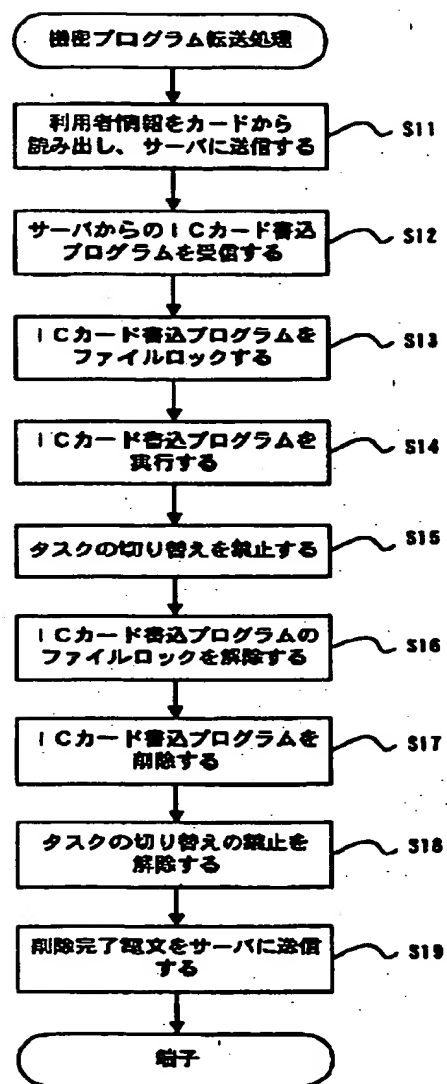 機密プログラム転送処理
利用者情報をカードから
読み出し、サーバに送信する
S11
サーバからのICカード書込
プログラムを受信する
S12
ICカード書込プログラムを
ファイルロックする
S13
ICカード書込プログラムを
実行する
S14
タスクの切り替えを禁止する
S15
ICカード書込プログラムの
ファイルロックを解除する
S16
ICカード書込プログラムを
削除する
S17
タスクの切り替えの禁止を
解除する
S18
削除完了電文をサーバに送信
する
S19
端子